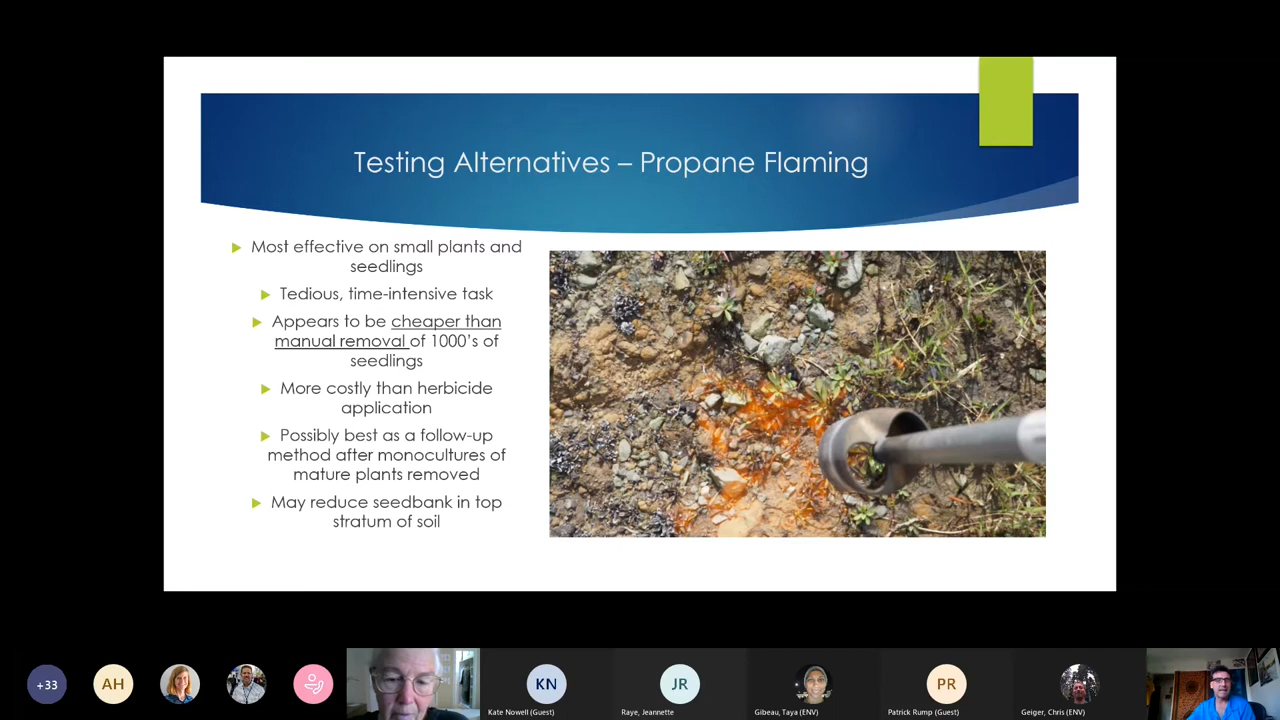 Testing Alternatives – Propane Flaming
Most effective on small plants and
seedlings
Tedious, time-intensive task
Appears to be cheaper than
manual removal of 1000's of
seedlings
More costly than herbicide
application
Possibly best as a follow-up
method after monocultures of
mature plants removed
May reduce seedbank in top
stratum of soil
+33
AH
KN
JR
PR
Kate Nowell (Guest)
Raye, Jeannette
Gibeau, Taya (ENV)
Patrick Rump (Guest)
Geiger, Chris (ENV)